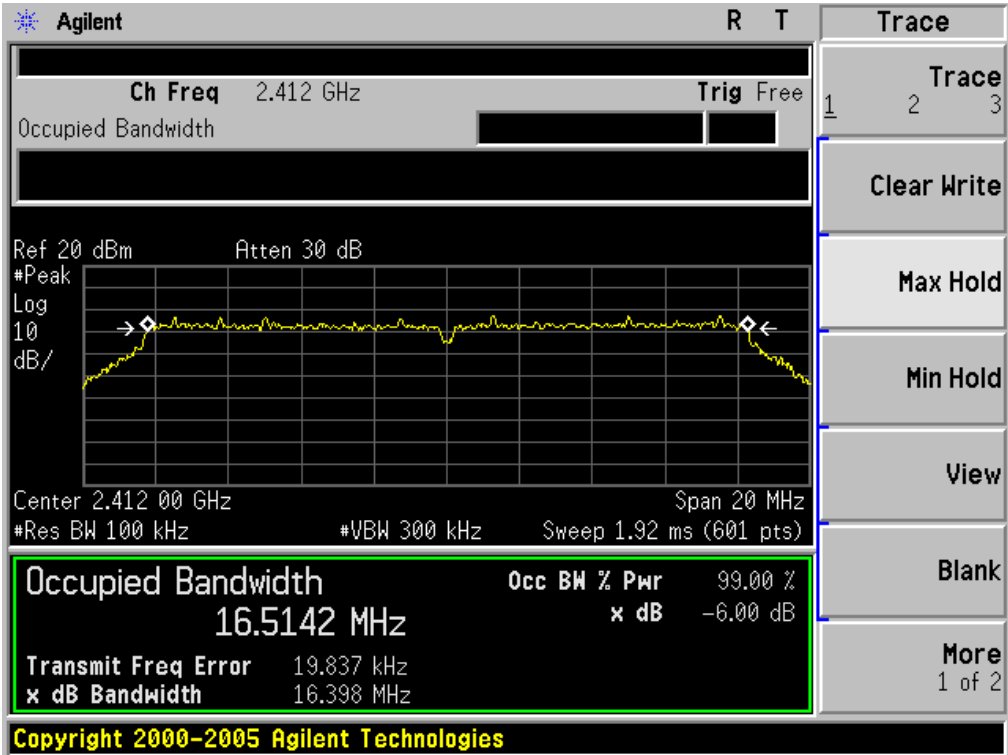 Agilent R T
Ch Freq 2.412 GHz Trig Free
Occupied Bandwidth
Ref 20 dBm Atten 30 dB
#Peak
Log
10
dB/
Center 2.412 00 GHz Span 20 MHz
#Res BW 100 kHz #VBW 300 kHz Sweep 1.92 ms (601 pts)
Occupied Bandwidth Occ BW % Pwr 99.00 %
16.5142 MHz x dB -6.00 dB
Transmit Freq Error 19.837 kHz
x dB Bandwidth 16.398 MHz
Copyright 2000-2005 Agilent Technologies
Trace
Trace
1 2 3
Clear Write
Max Hold
Min Hold
View
Blank
More
1 of 2